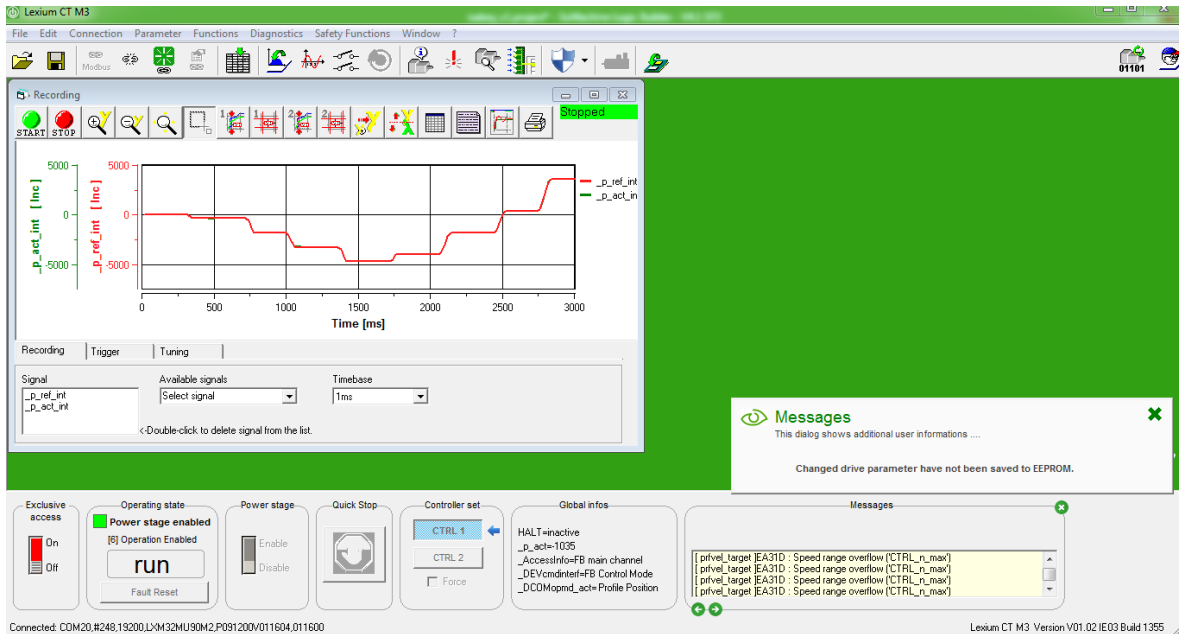 Lexium CT M3
File Edit Connection Parameter Functions Diagnostics Safety Functions Window ?
Modbus
01101
Recording
START STOP
1 1 2 2
Stopped
5000 5000
0 0
-5000 -5000
_p_act_int [ Inc ]
_p_ref_int [ Inc ]
_p_ref_int
_p_act_in
0 500 1000 1500 2000 2500 3000
Time [ms]
Recording Trigger Tuning
Signal Available signals Timebase
_p_ref_int
_p_act_int
Select signal 1ms
<-Double-click to delete signal from the list.
Messages
This dialog shows additional user informations ....
Changed drive parameter have not been saved to EEPROM.
Exclusive access
On
Off
Operating state
Power stage enabled
[6] Operation Enabled
run
Fault Reset
Power stage
Enable
Disable
Quick Stop
Controller set
CTRL 1
CTRL 2
Force
Global infos
HALT=inactive
_p_act=-1035
_AccessInfo=FB main channel
_DEVcmdinterf=FB Control Mode
_DCOMopmd_act= Profile Position
Messages
[ prfvel_target ]EA31D : Speed range overflow ('CTRL_n_max')
[ prfvel_target ]EA31D : Speed range overflow ('CTRL_n_max')
[ prfvel_target ]EA31D : Speed range overflow ('CTRL_n_max')
[ prfvel_target ]EA31D : Speed range overflow ('CTRL_n_max')
Connected: COM20,#248,19200,LXM32MU90M2,P091200V011604,011600
Lexium CT M3 Version V01.02 IE03 Build 1355